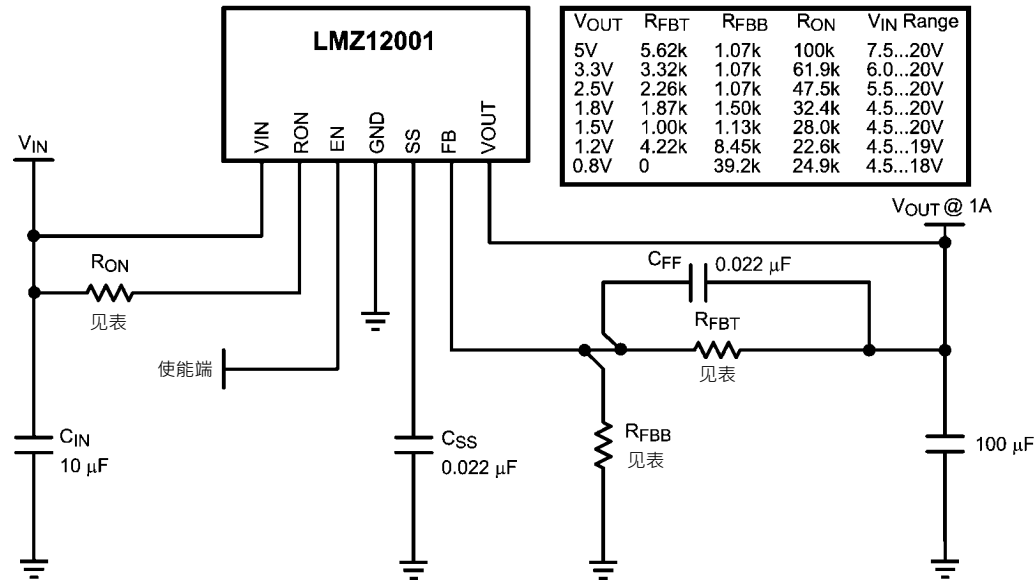 LMZ12001
VIN
RON
EN
GND
SS
FB
VOUT
VOUT RFBT RFBB RON VIN Range
5V 5.62k 1.07k 100k 7.5...20V
3.3V 3.32k 1.07k 61.9k 6.0...20V
2.5V 2.26k 1.07k 47.5k 5.5...20V
1.8V 1.87k 1.50k 32.4k 4.5...20V
1.5V 1.00k 1.13k 28.0k 4.5...20V
1.2V 4.22k 8.45k 22.6k 4.5...19V
0.8V 0 39.2k 24.9k 4.5...18V
VIN
VOUT @ 1A
RON
见表
CFF 0.022 μF
RFBT
见表
使能端
CIN
10 μF
CSS
0.022 μF
RFBB
见表
100 μF